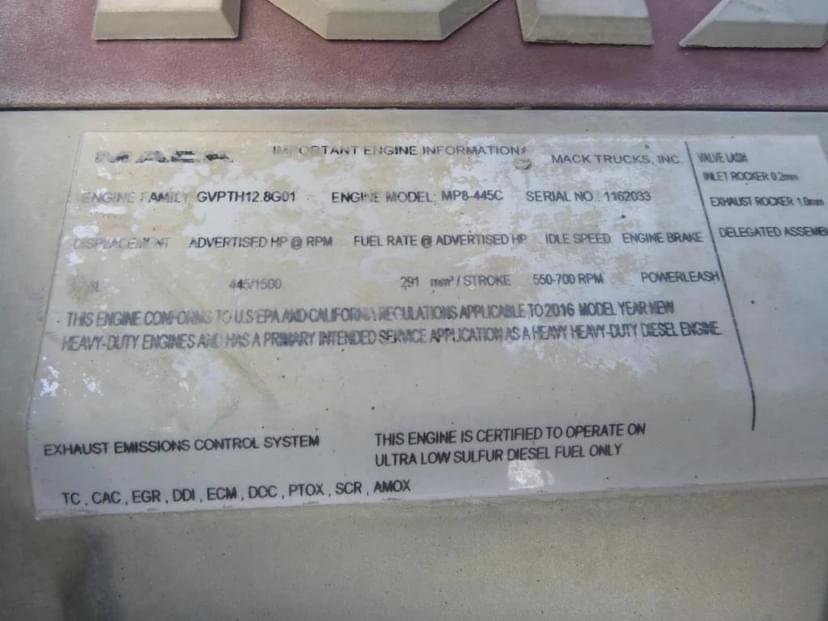 MACK IMPORTANT ENGINE INFORMATION MACK TRUCKS, INC.
ENGINE FAMILY GVPTH12.8G01 ENGINE MODEL: MP8-445C SERIAL NO. 1162033
DISPLACEMENT ADVERTISED HP @ RPM FUEL RATE @ ADVERTISED HP IDLE SPEED ENGINE BRAKE
445/1500 291 mm³ / STROKE 550-700 RPM POWERLEASH
THIS ENGINE CONFORMS TO U.S EPA AND CALIFORNIA REGULATIONS APPLICABLE TO 2016 MODEL YEAR NEW
HEAVY-DUTY ENGINES AND HAS A PRIMARY INTENDED SERVICE APPLICATION AS A HEAVY HEAVY-DUTY DIESEL ENGINE.
VALVE LASH
INLET ROCKER 0.2mm
EXHAUST ROCKER 1.0mm
DELEGATED
EXHAUST EMISSIONS CONTROL SYSTEM
TC , CAC , EGR , DDI , ECM , DOC , PTOX , SCR , AMOX
THIS ENGINE IS CERTIFIED TO OPERATE ON
ULTRA LOW SULFUR DIESEL FUEL ONLY